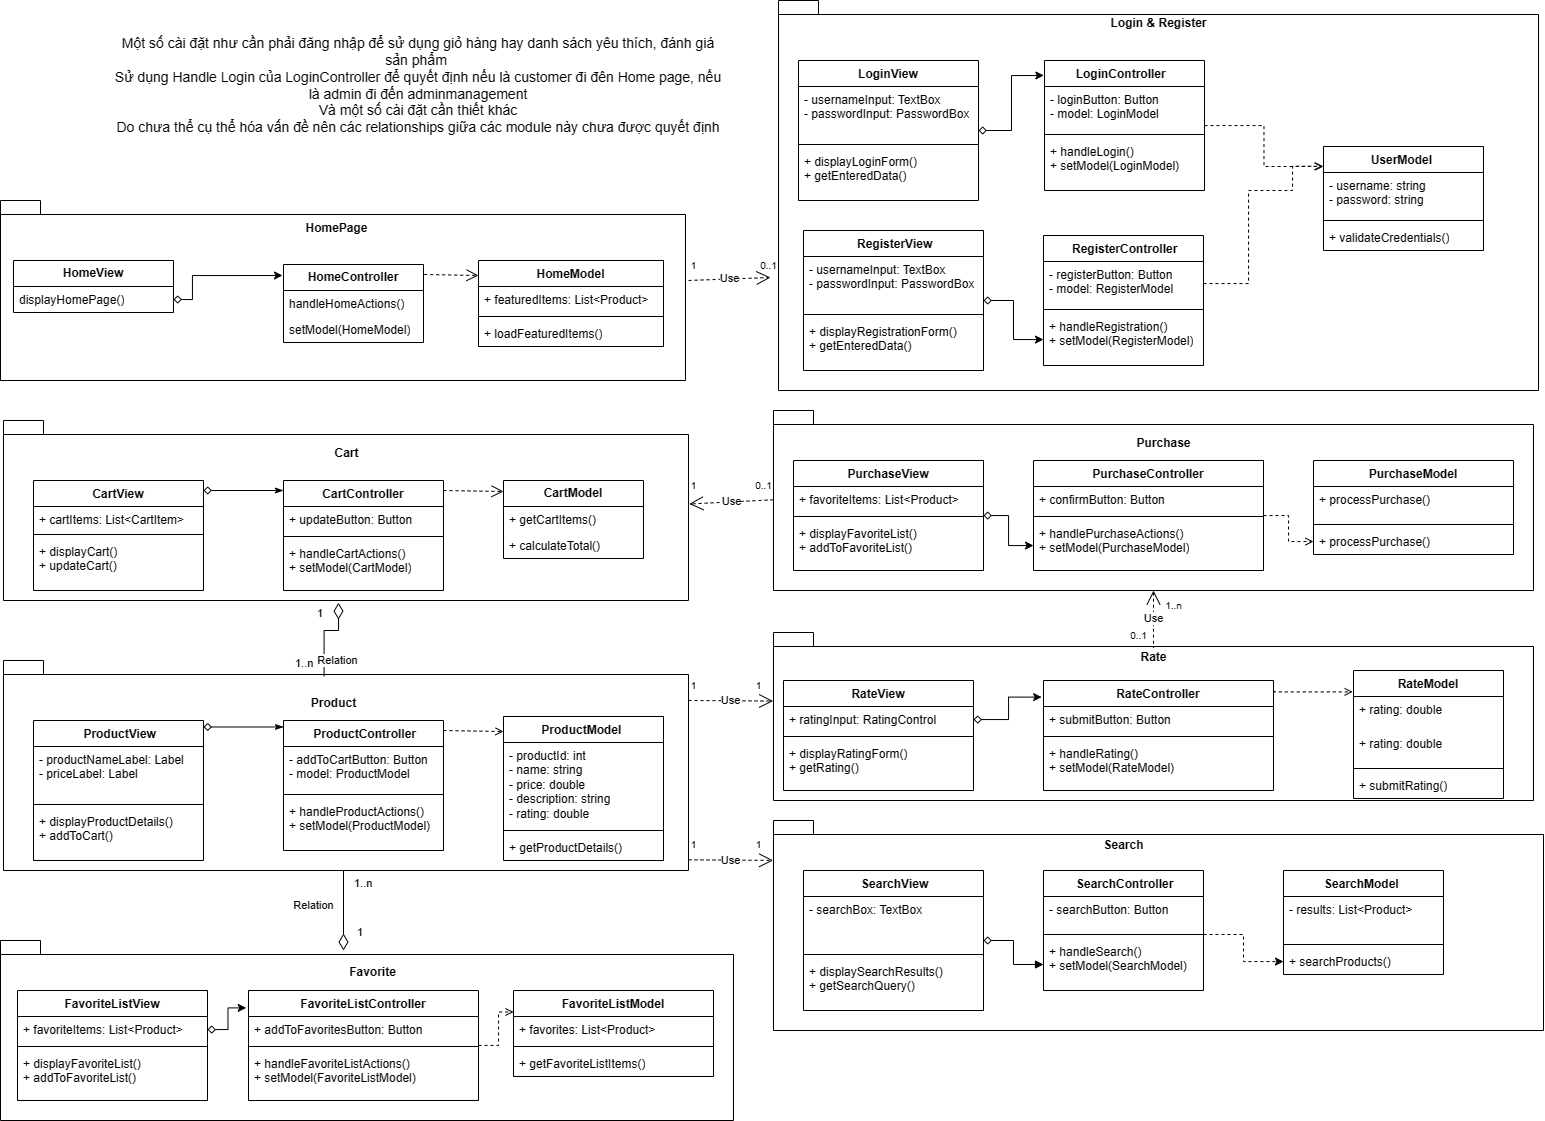 Một số cài đặt như cần phải đăng nhập để sử dụng giỏ hàng hay danh sách yêu thích, đánh giá
sản phẩm
Sử dụng Handle Login của LoginController để quyết định nếu là customer đi đến Home page, nếu
là admin đi đến adminmanagement
Và một số cài đặt cần thiết khác
Do chưa thể cụ thể hóa vấn đề nên các relationships giữa các module này chưa được quyết định
Login & Register
LoginView
- usernameInput: TextBox
- passwordInput: PasswordBox
+ displayLoginForm()
+ getEnteredData()
LoginController
- loginButton: Button
- model: LoginModel
+ handleLogin()
+ setModel(LoginModel)
UserModel
- username: string
- password: string
+ validateCredentials()
RegisterView
- usernameInput: TextBox
- passwordInput: PasswordBox
+ displayRegistrationForm()
+ getEnteredData()
RegisterController
- registerButton: Button
- model: RegisterModel
+ handleRegistration()
+ setModel(RegisterModel)
HomePage
HomeView
displayHomePage()
HomeController
handleHomeActions()
setModel(HomeModel)
HomeModel
+ featuredItems: List<Product>
+ loadFeaturedItems()
1
Use
0..1
Cart
CartView
+ cartItems: List<CartItem>
+ displayCart()
+ updateCart()
CartController
+ updateButton: Button
+ handleCartActions()
+ setModel(CartModel)
CartModel
+ getCartItems()
+ calculateTotal()
1
Use
0..1
Purchase
PurchaseView
+ favoriteItems: List<Product>
+ displayFavoriteList()
+ addToFavoriteList()
PurchaseController
+ confirmButton: Button
+ handlePurchaseActions()
+ setModel(PurchaseModel)
PurchaseModel
+ processPurchase()
+ processPurchase()
1
1..n
Relation
1..n
Use
0..1
Product
ProductView
- productNameLabel: Label
- priceLabel: Label
+ displayProductDetails()
+ addToCart()
ProductController
- addToCartButton: Button
- model: ProductModel
+ handleProductActions()
+ setModel(ProductModel)
ProductModel
- productId: int
- name: string
- price: double
- description: string
- rating: double
+ getProductDetails()
1
Use
1
Rate
RateView
+ ratingInput: RatingControl
+ displayRatingForm()
+ getRating()
RateController
+ submitButton: Button
+ handleRating()
+ setModel(RateModel)
RateModel
+ rating: double
+ rating: double
+ submitRating()
1
Use
1
Search
SearchView
- searchBox: TextBox
+ displaySearchResults()
+ getSearchQuery()
SearchController
- searchButton: Button
+ handleSearch()
+ setModel(SearchModel)
SearchModel
- results: List<Product>
+ searchProducts()
1..n
Relation
1
Favorite
FavoriteListView
+ favoriteItems: List<Product>
+ displayFavoriteList()
+ addToFavoriteList()
FavoriteListController
+ addToFavoritesButton: Button
+ handleFavoriteListActions()
+ setModel(FavoriteListModel)
FavoriteListModel
+ favorites: List<Product>
+ getFavoriteListItems()